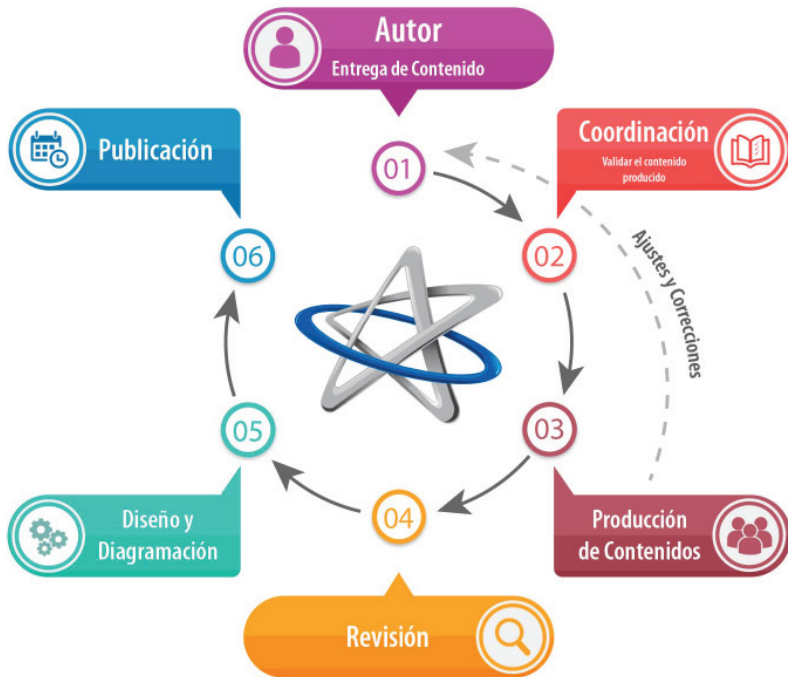 Autor
Entrega de Contenido
01
Coordinación
Validar el contenido
producido
02
Ajustes y Correcciones
03
Producción
de Contenidos
04
Revisión
05
Diseño y
Diagramación
06
Publicación